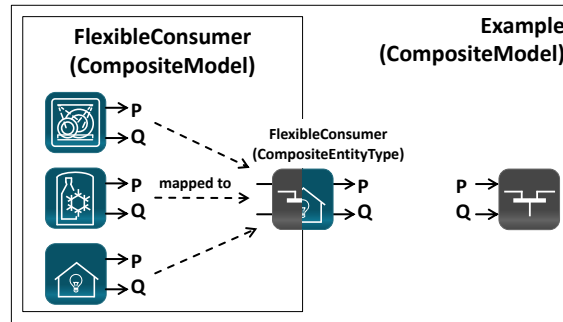 FlexibleConsumer
(CompositeModel)
Example
(CompositeModel)
P
Q
FlexibleConsumer
(CompositeEntityType)
P
Q
mapped to
P
Q
P
Q
P
Q